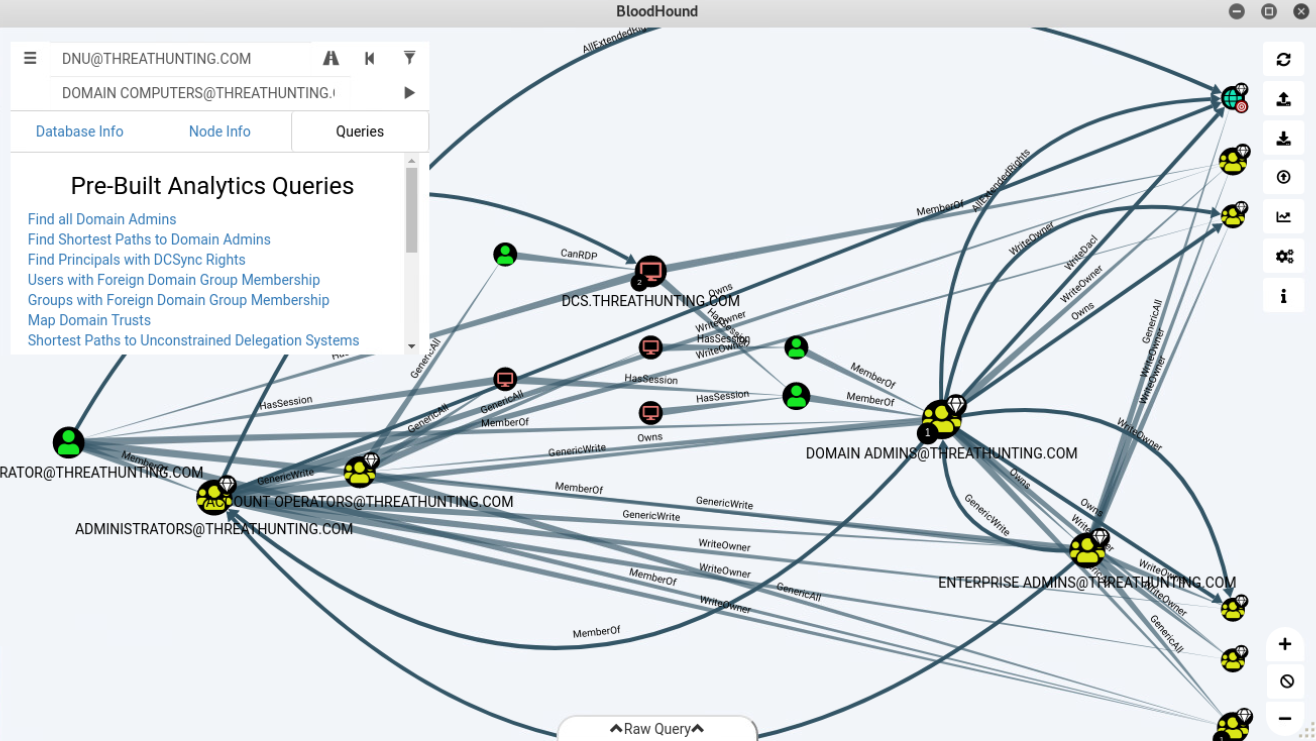 BloodHound
DNU@THREATHUNTING.COM
DOMAIN COMPUTERS@THREATHUNTING.
Database Info
Node Info
Queries
Pre-Built Analytics Queries
Find all Domain Admins
Find Shortest Paths to Domain Admins
Find Principals with DCSync Rights
Users with Foreign Domain Group Membership
Groups with Foreign Domain Group Membership
Map Domain Trusts
Shortest Paths to Unconstrained Delegation Systems
AllExtendedRig
AllExtendedRights
MemberOf
WriteOwner
WriteDacl
WriteOwner
Owns
CanRDP
2
DCS.THREATHUNTING.COM
Owns
WriteOwner
HasSession
HasSession
WriteOwner
GenericAll
WriteOwner
WriteOwner
GenericAll
HasSession
HasSession
HasSession
MemberOf
MemberOf
GenericAll
GenericAll
MemberOf
Owns
GenericWrite
1
DOMAIN ADMINS@THREATHUNTING.COM
WriteOwner
RATOR@THREATHUNTING.COM
MemberOf
GenericWrite
ACCOUNT OPERATORS@THREATHUNTING.COM
ADMINISTRATORS@THREATHUNTING.COM
MemberOf
GenericWrite
GenericWrite
WriteOwner
WriteOwner
MemberOf
GenericAll
WriteOwner
MemberOf
Owns
GenericWrite
Owns
ENTERPRISE ADMINS@THREATHUNTING.COM
WriteOwner
GenericAll
Raw Query